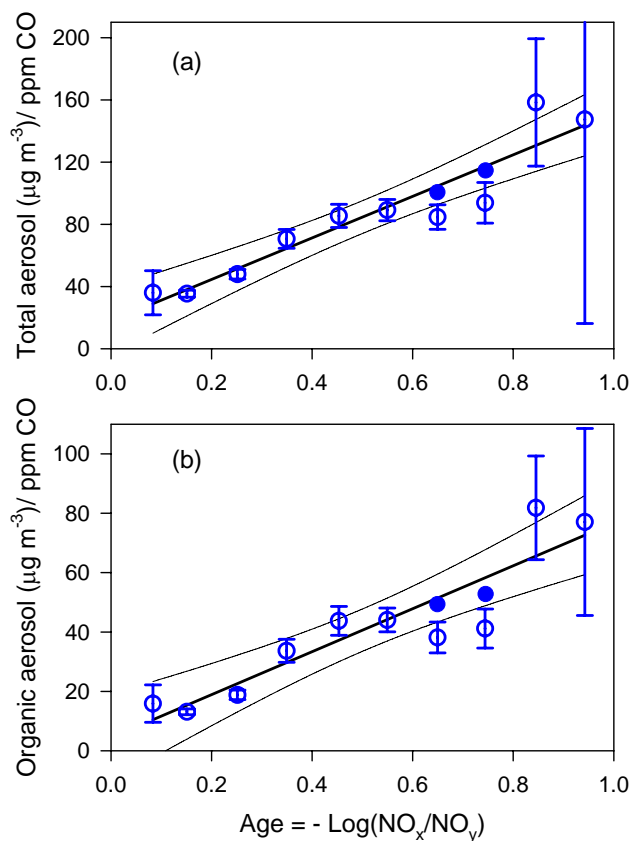 Total aerosol (μg m⁻³)/ ppm CO
(a)
200
160
120
80
40
0
0.0 0.2 0.4 0.6 0.8 1.0
Organic aerosol (μg m⁻³)/ ppm CO
(b)
100
80
60
40
20
0
0.0 0.2 0.4 0.6 0.8 1.0
Age = - Log(NOₓ/NOᵧ)